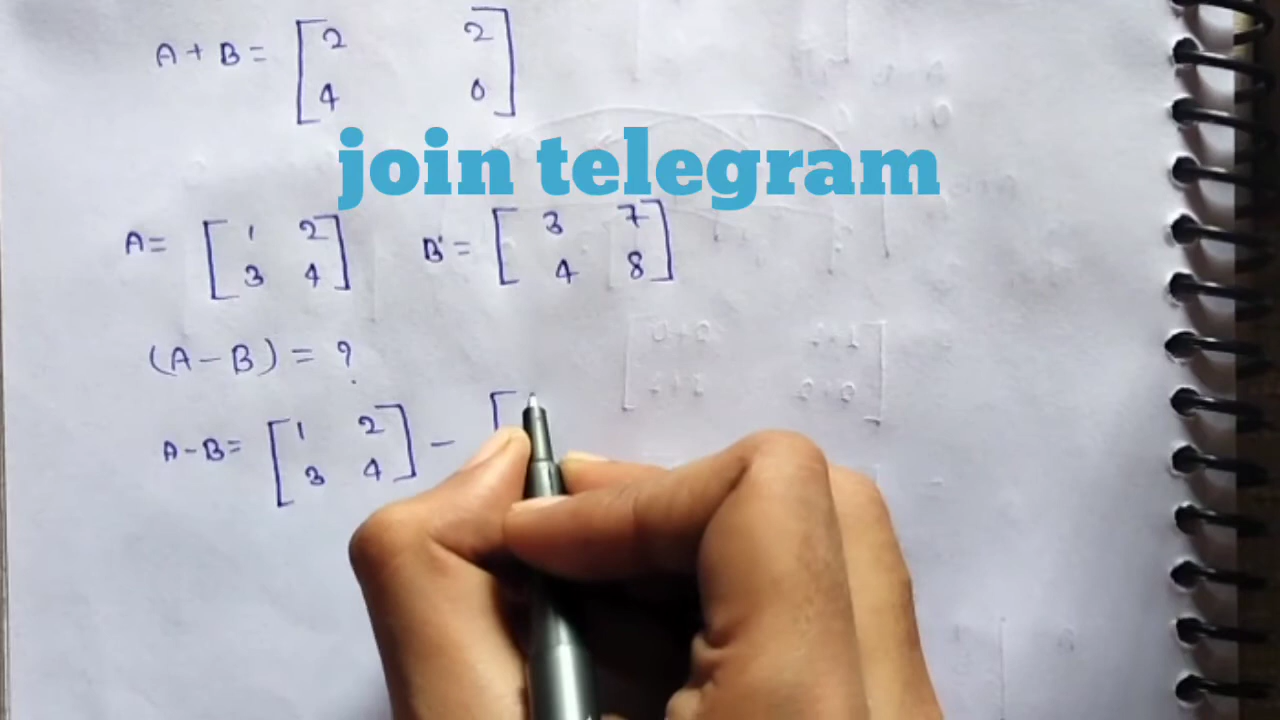 A + B = [ 2 2
4 0 ]
join telegram
A = [ 1 2 B = [ 3 7
3 4 ] 4 8 ]
(A - B) = ?
A - B = [ 1 2
3 4 ] - [